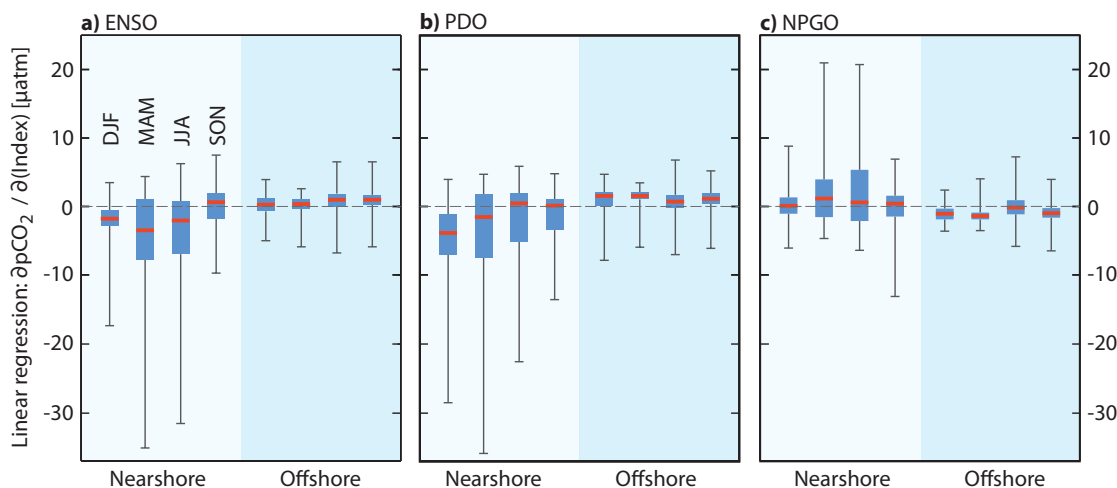 a) ENSO
b) PDO
c) NPGO
Linear regression: ∂pCO₂ / ∂(Index) [µatm]
20
10
0
-10
-20
-30
DJF
MAM
JJA
SON
20
10
0
-10
-20
-30
Nearshore Offshore
Nearshore Offshore
Nearshore Offshore